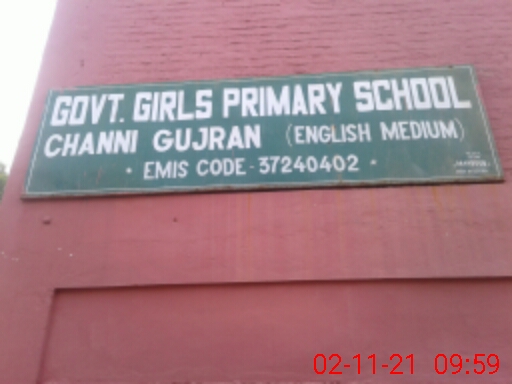 GOVT. GIRLS PRIMARY SCHOOL
CHANNI GUJRAN (ENGLISH MEDIUM)
· EMIS CODE - 37240402 ·
02-11-21 09:59